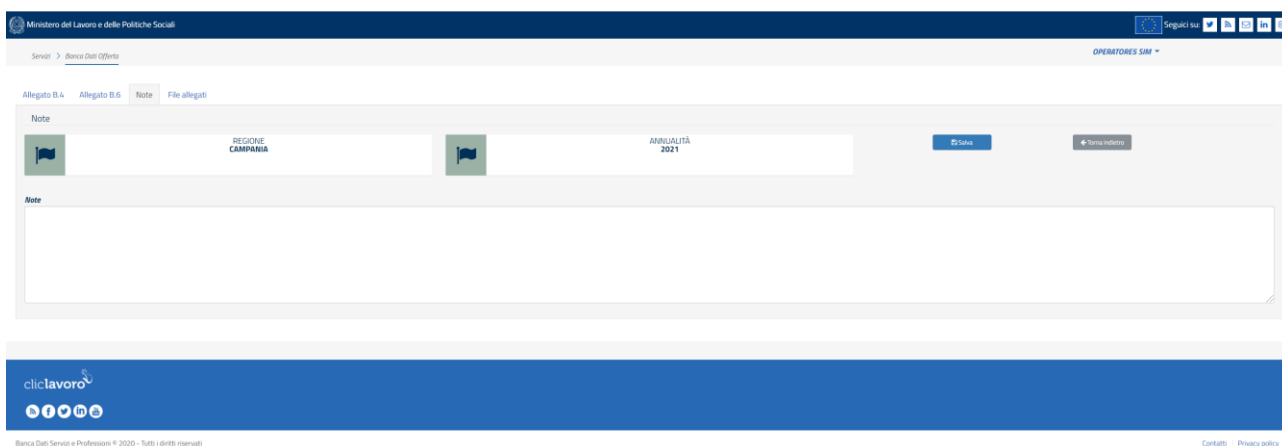 Ministero del Lavoro e delle Politiche Sociali
Seguici su:
Servizi > Banca Dati Offerta
OPERATORES SIM
Allegato B.4 Allegato B.6 Note File allegati
Note
REGIONE
CAMPANIA
ANNUALITÀ
2021
Salva
Torna indietro
Note
cliclavoro
Banca Dati Servizi e Professioni © 2020 - Tutti i diritti riservati
Contatti Privacy policy